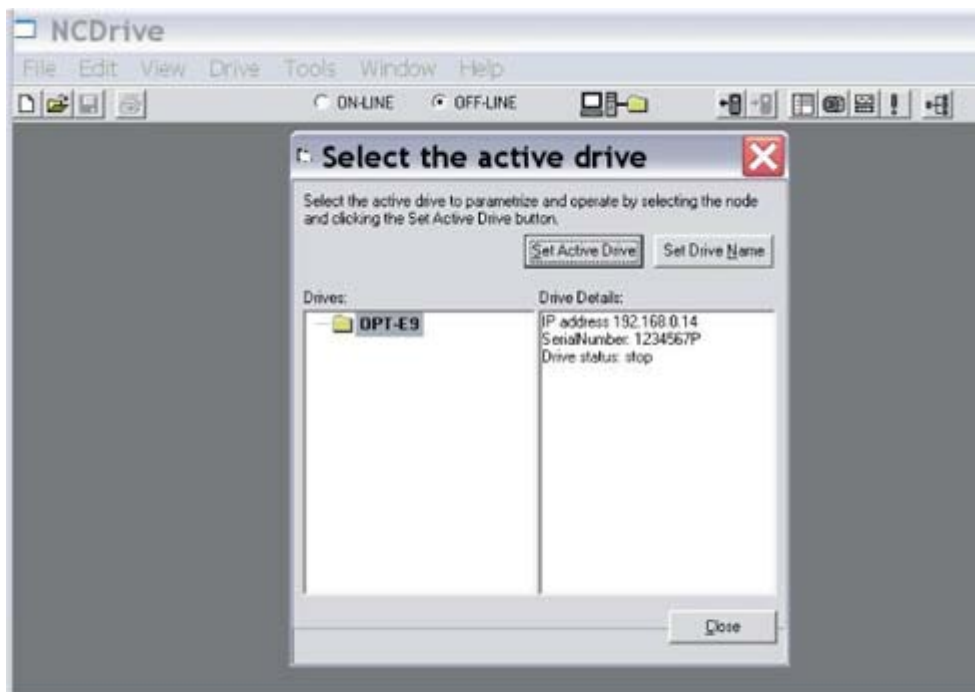 NCDrive
File Edit View Drive Tools Window Help
ON-LINE OFF-LINE
Select the active drive
Select the active drive to parametrize and operate by selecting the node
and clicking the Set Active Drive button.
Set Active Drive Set Drive Name
Drives: Drive Details:
OPT-E9 IP address 192.168.0.14
SerialNumber: 1234567P
Drive status: stop
Close